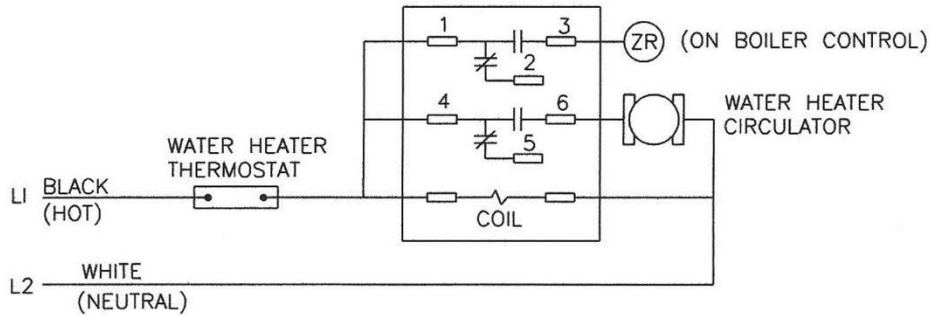 1
3
ZR (ON BOILER CONTROL)
2
4
6
WATER HEATER
CIRCULATOR
5
WATER HEATER
THERMOSTAT
L1 BLACK
(HOT)
COIL
L2 WHITE
(NEUTRAL)